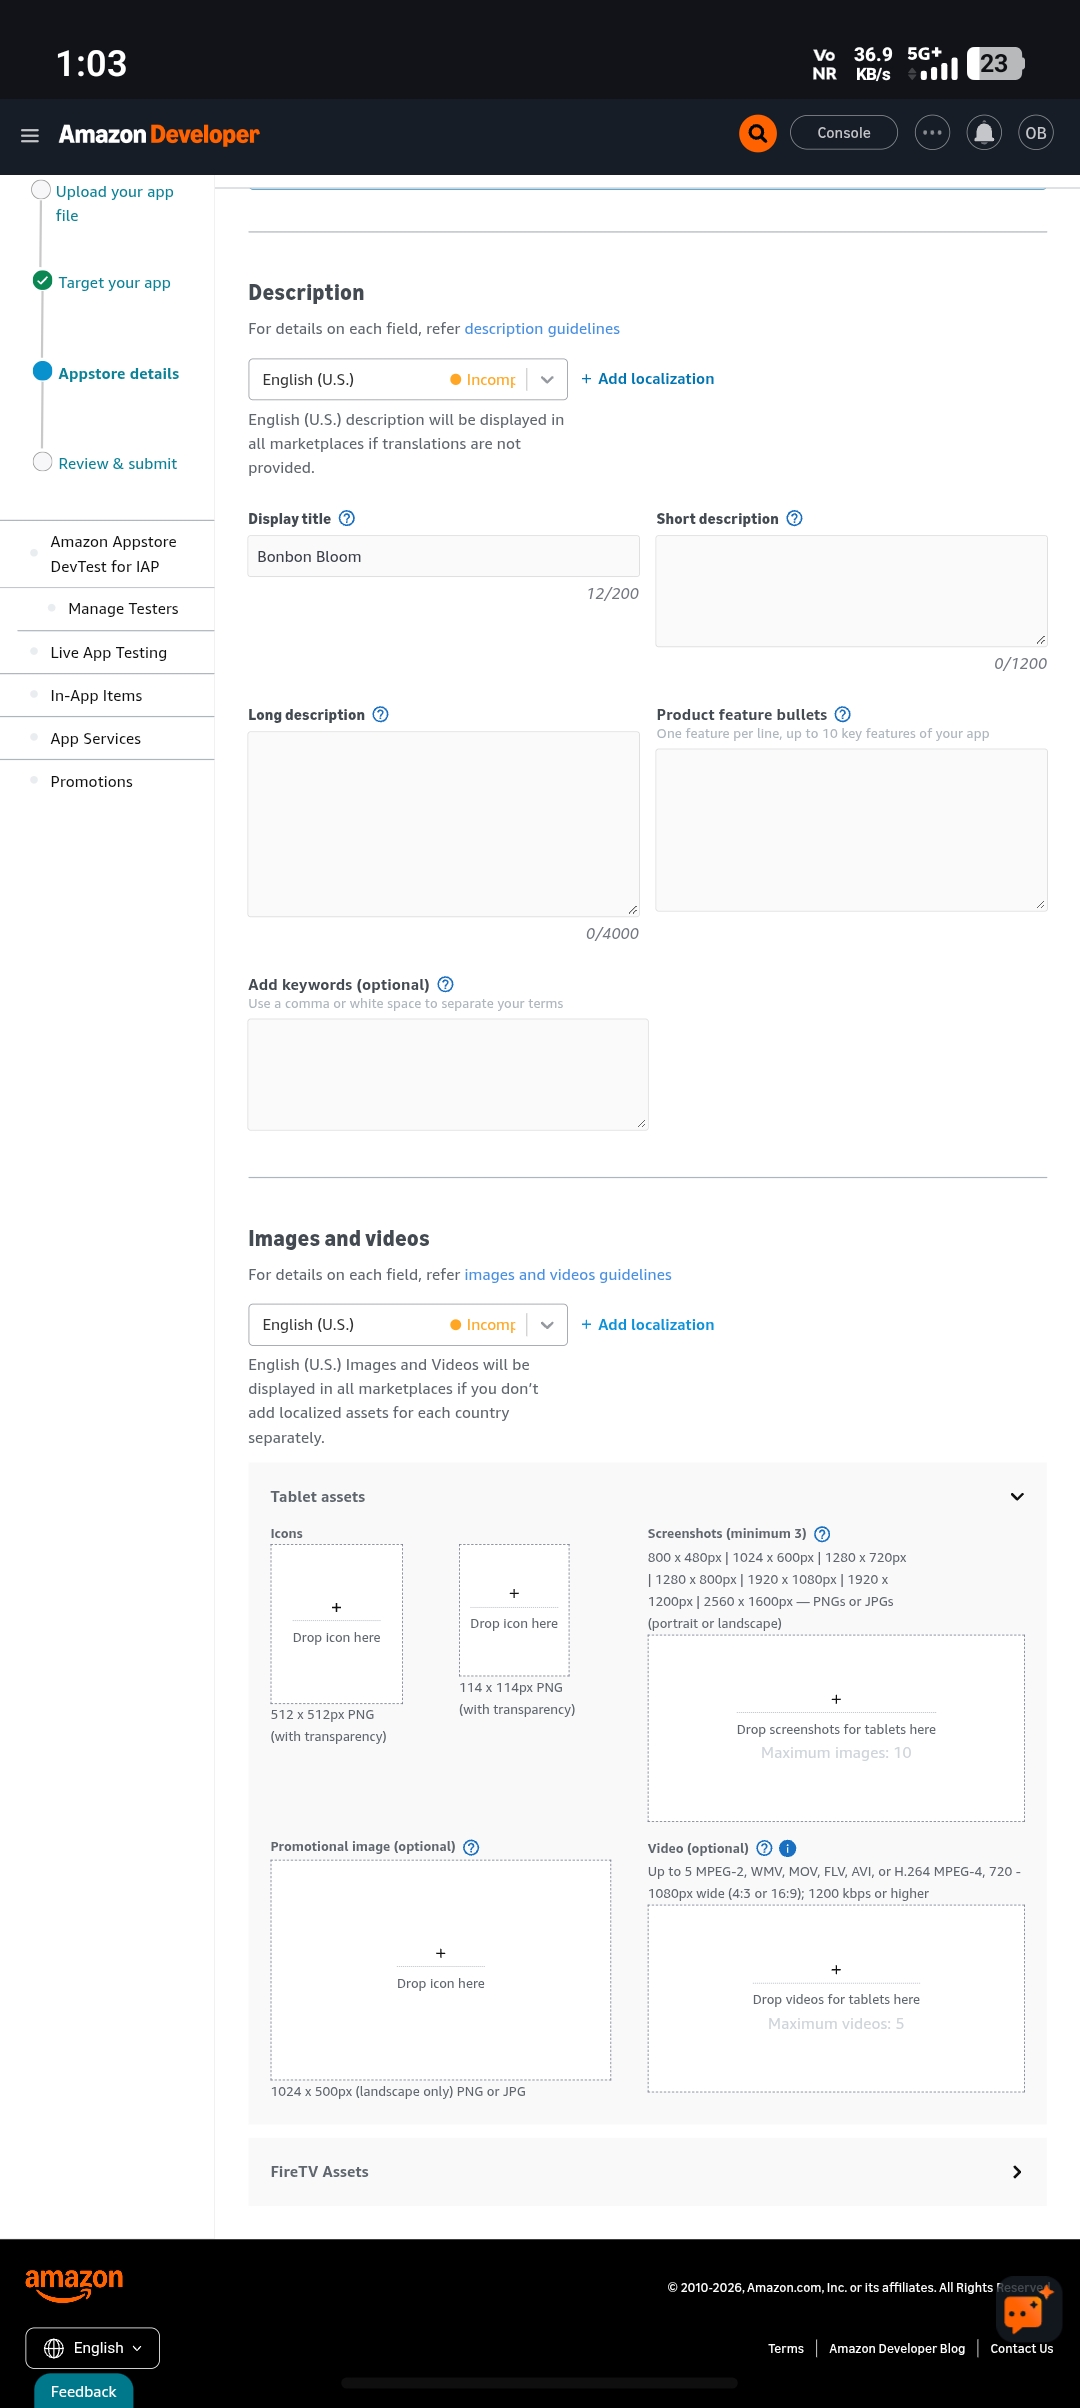 1:03
Vo NR
36.9 KB/s
5G+
23
Amazon Developer
Console
OB
Upload your app
file
Target your app
Appstore details
Review & submit
Amazon Appstore
DevTest for IAP
Manage Testers
Live App Testing
In-App Items
App Services
Promotions
Description
For details on each field, refer description guidelines
English (U.S.)
Incomp
+ Add localization
English (U.S.) description will be displayed in
all marketplaces if translations are not
provided.
Display title
Bonbon Bloom
12/200
Short description
0/1200
Long description
0/4000
Product feature bullets
One feature per line, up to 10 key features of your app
Add keywords (optional)
Use a comma or white space to separate your terms
Images and videos
For details on each field, refer images and videos guidelines
English (U.S.)
Incomp
+ Add localization
English (U.S.) Images and Videos will be
displayed in all marketplaces if you don't
add localized assets for each country
separately.
Tablet assets
Icons
+
Drop icon here
512 x 512px PNG
(with transparency)
+
Drop icon here
114 x 114px PNG
(with transparency)
Screenshots (minimum 3)
800 x 480px | 1024 x 600px | 1280 x 720px
| 1280 x 800px | 1920 x 1080px | 1920 x
1200px | 2560 x 1600px — PNGs or JPGs
(portrait or landscape)
+
Drop screenshots for tablets here
Maximum images: 10
Promotional image (optional)
+
Drop icon here
1024 x 500px (landscape only) PNG or JPG
Video (optional)
Up to 5 MPEG-2, WMV, MOV, FLV, AVI, or H.264 MPEG-4, 720 -
1080px wide (4:3 or 16:9); 1200 kbps or higher
+
Drop videos for tablets here
Maximum videos: 5
FireTV Assets
amazon
© 2010-2026, Amazon.com, Inc. or its affiliates. All Rights Reserved
English
Terms
Amazon Developer Blog
Contact Us
Feedback